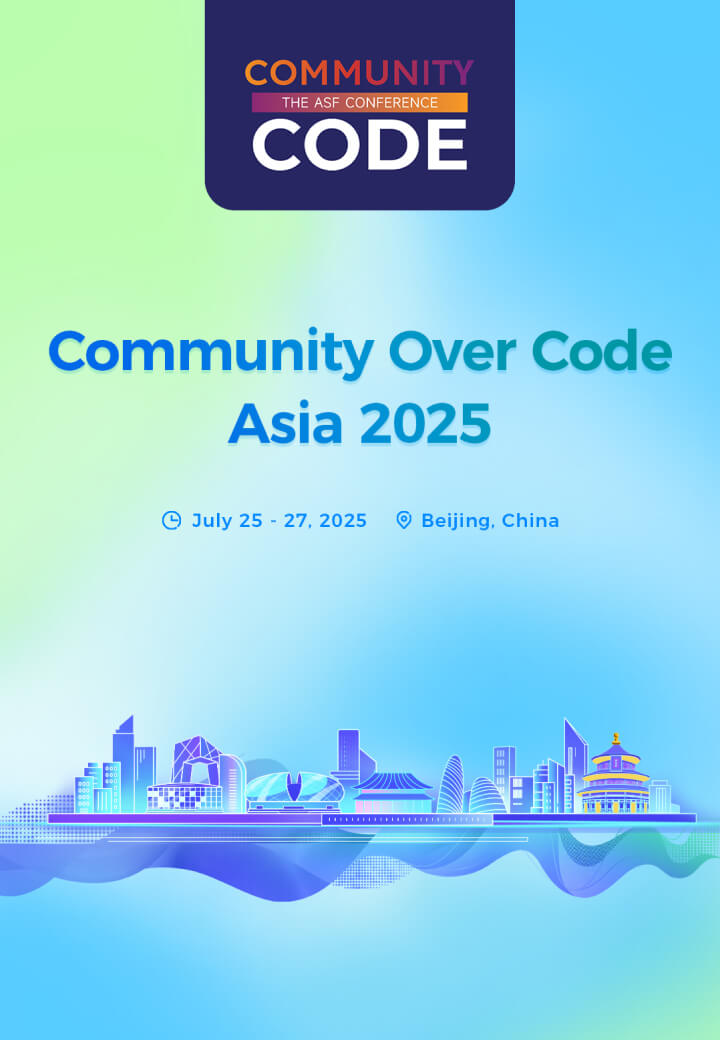 COMMUNITY
THE ASF CONFERENCE
CODE
Community Over Code
Asia 2025
July 25 - 27, 2025 Beijing, China